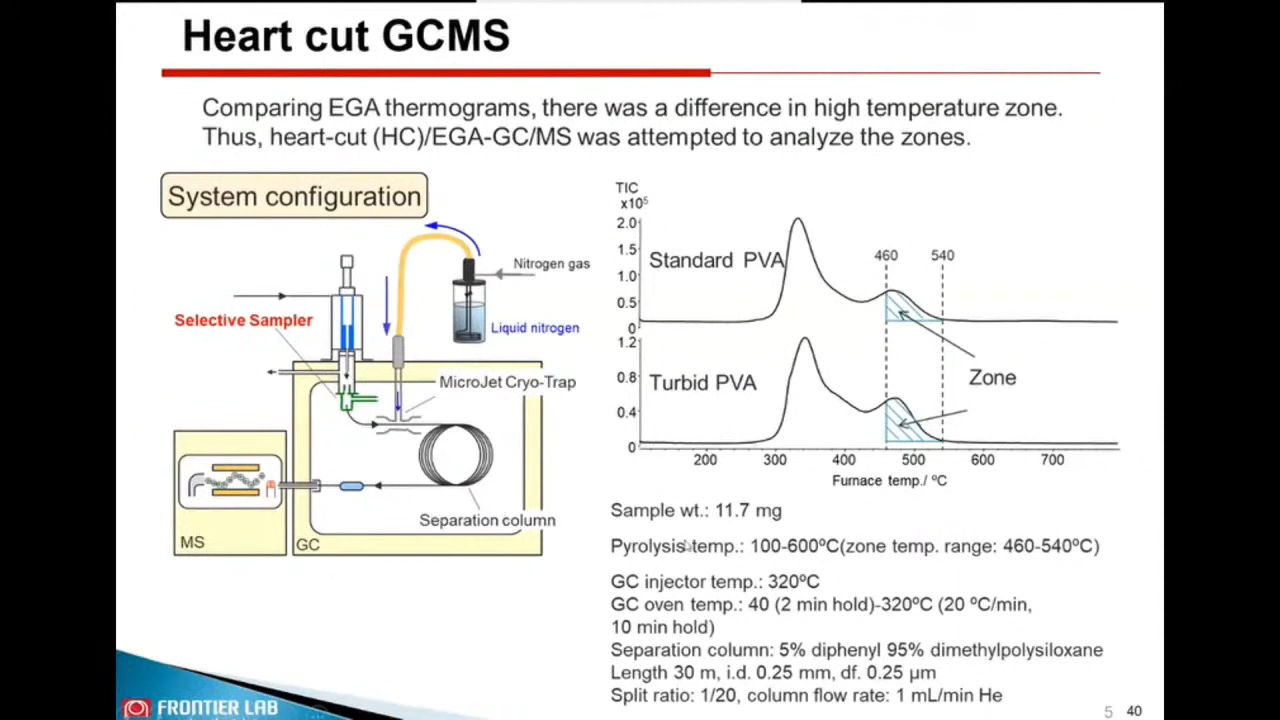 Heart cut GCMS
Comparing EGA thermograms, there was a difference in high temperature zone.
Thus, heart-cut (HC)/EGA-GC/MS was attempted to analyze the zones.
System configuration
Nitrogen gas
Liquid nitrogen
Selective Sampler
MicroJet Cryo-Trap
Separation column
MS
GC
TIC
x10⁵
2.0
1.5
1.0
0.5
0
Standard PVA
460
540
1.2
0.8
0.4
0
Turbid PVA
Zone
200 300 400 500 600 700
Furnace temp./ ºC
Sample wt.: 11.7 mg
Pyrolysis temp.: 100-600ºC(zone temp. range: 460-540ºC)
GC injector temp.: 320ºC
GC oven temp.: 40 (2 min hold)-320ºC (20 ºC/min,
10 min hold)
Separation column: 5% diphenyl 95% dimethylpolysiloxane
Length 30 m, i.d. 0.25 mm, df. 0.25 µm
Split ratio: 1/20, column flow rate: 1 mL/min He
FRONTIER LAB
5 40